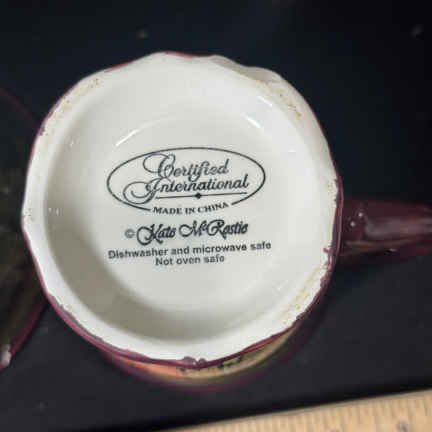 Certified
International
MADE IN CHINA
© Kate McRostie
Dishwasher and microwave safe
Not oven safe